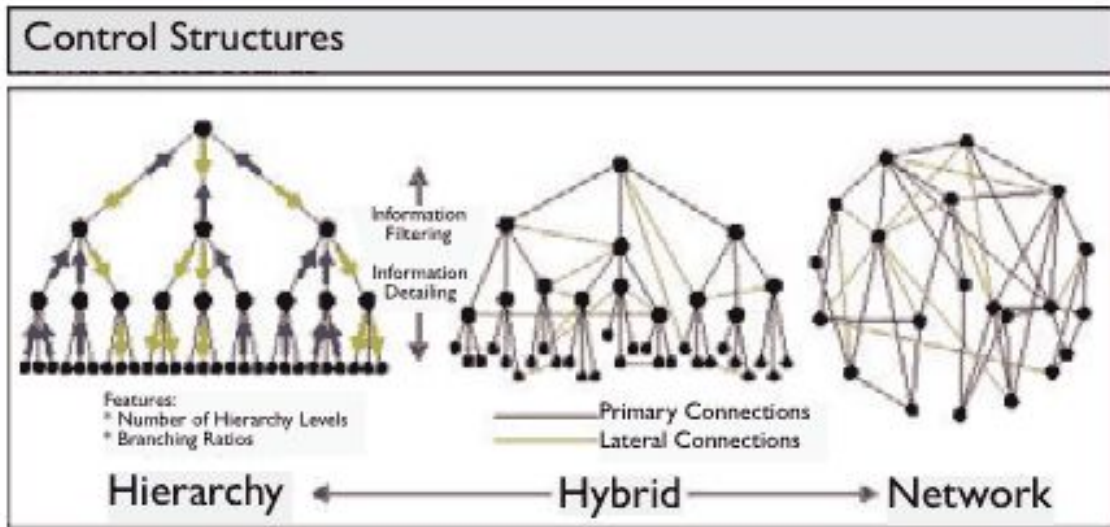 Control Structures
Information
Filtering
Information
Detailing
Features:
* Number of Hierarchy Levels
* Branching Ratios
Primary Connections
Lateral Connections
Hierarchy
Hybrid
Network